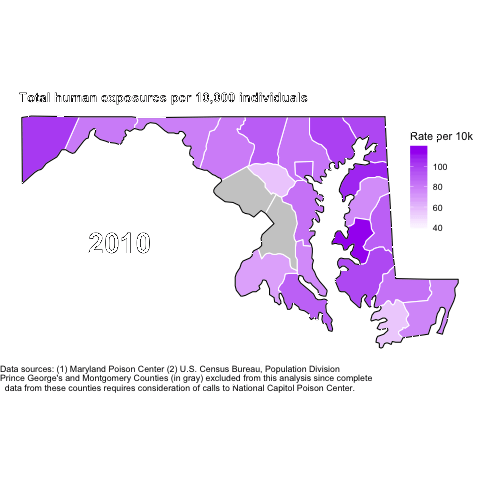 Total human exposures per 10,000 individuals
Rate per 10k
100
80
60
40
2010
Data sources: (1) Maryland Poison Center (2) U.S. Census Bureau, Population Division
Prince George's and Montgomery Counties (in gray) excluded from this analysis since complete
data from these counties requires consideration of calls to National Capitol Poison Center.